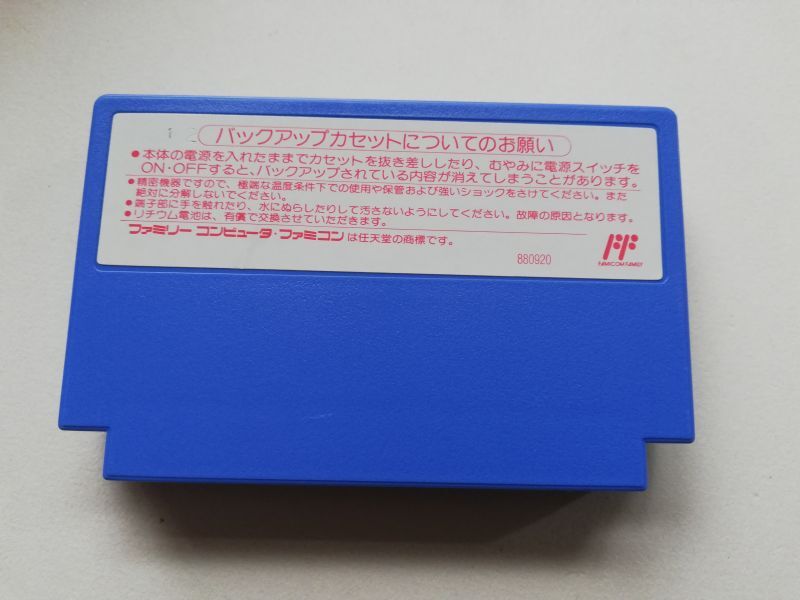 バックアップカセットについてのお願い
●本体の電源を入れたままでカセットを抜き差ししたり、むやみに電源スイッチを
ON・OFFすると、バックアップされている内容が消えてしまうことがあります。
●精密機器ですので、極端な温度条件下での使用や保管および強いショックをさけてください。また
絶対に分解しないでください。
●端子部に手を触れたり、水にぬらしたりして汚さないようにしてください。故障の原因となります。
●リチウム電池は、有償で交換させていただきます。
ファミリー コンピュータ・ファミコンは任天堂の商標です。
880920
FAMICOM FAMILY